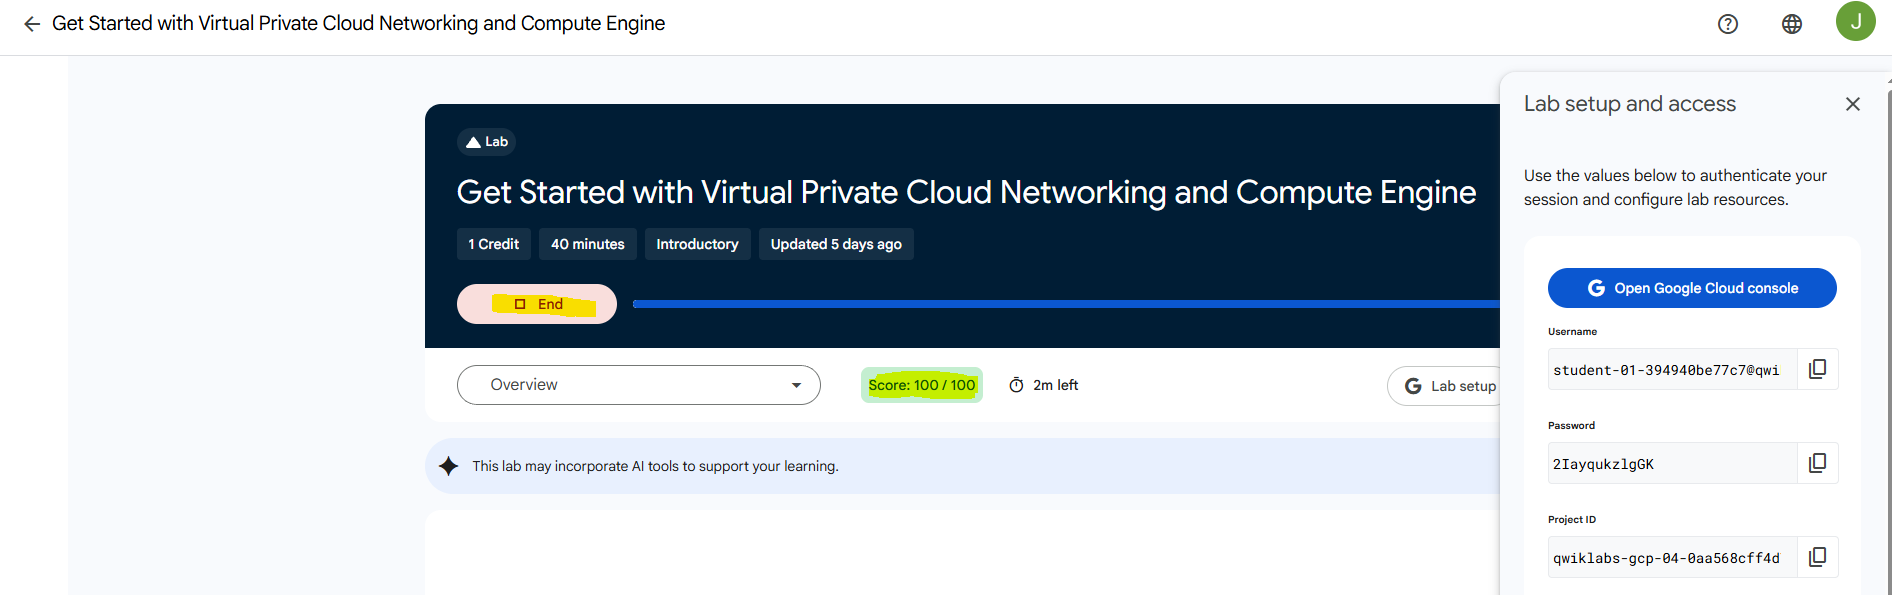 Get Started with Virtual Private Cloud Networking and Compute Engine
J
Lab
Get Started with Virtual Private Cloud Networking and Compute Engine
1 Credit
40 minutes
Introductory
Updated 5 days ago
End
Overview
Score: 100 / 100
2m left
Lab setup
This lab may incorporate AI tools to support your learning.
Lab setup and access
Use the values below to authenticate your
session and configure lab resources.
Open Google Cloud console
Username
student-01-394940be77c7@qwi
Password
2IayqukzlgGK
Project ID
qwiklabs-gcp-04-0aa568cff4d